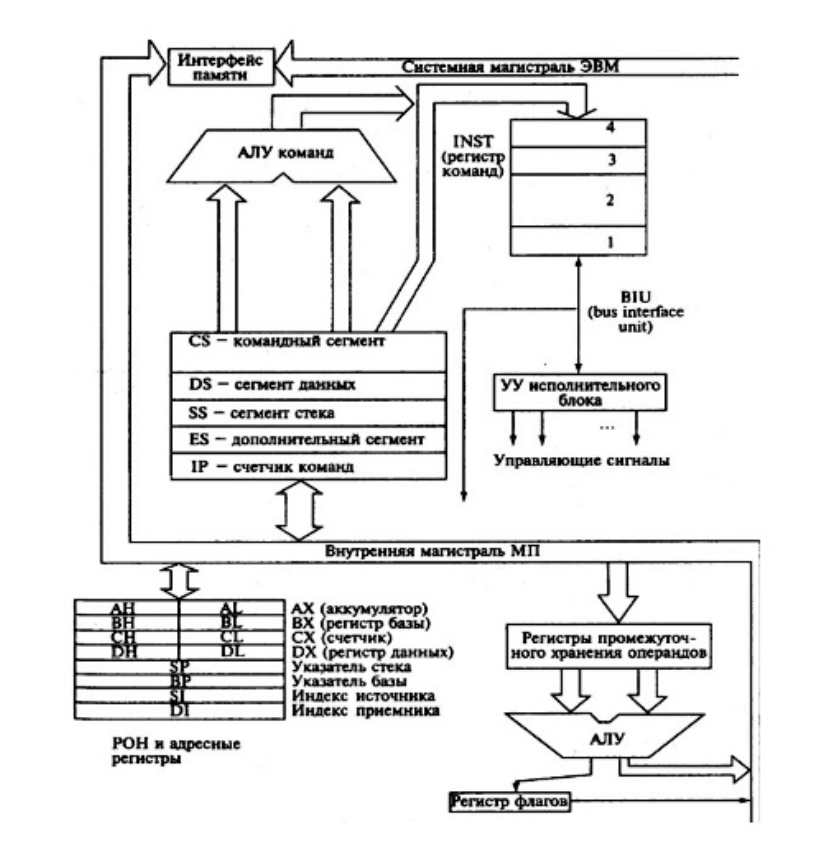 Интерфейс
памяти
Системная магистраль ЭВМ
АЛУ команд
INST
(регистр
команд)
4
3
2
1
BIU
(bus interface
unit)
CS – командный сегмент
DS – сегмент данных
SS – сегмент стека
ES – дополнительный сегмент
IP – счетчик команд
УУ исполнительного
блока
...
Управляющие сигналы
Внутренняя магистраль МП
AH AL AX (аккумулятор)
BH BL BX (регистр базы)
CH CL CX (счетчик)
DH DL DX (регистр данных)
SP Указатель стека
BP Указатель базы
SI Индекс источника
DI Индекс приемника
РОН и адресные
регистры
Регистры промежуточ-
ного хранения операндов
АЛУ
Регистр флагов